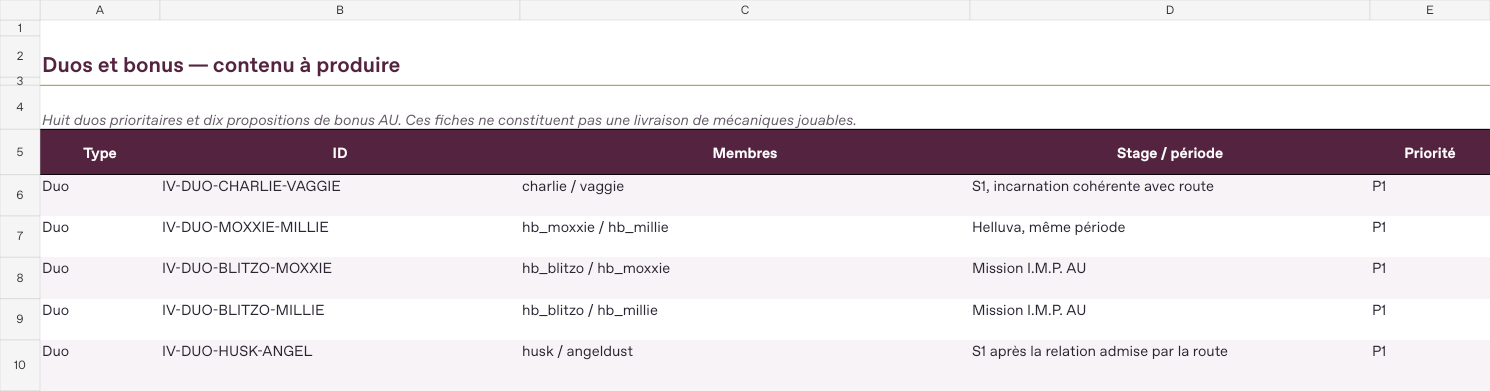 A B C D E
1
2 Duos et bonus — contenu à produire
3
4 Huit duos prioritaires et dix propositions de bonus AU. Ces fiches ne constituent pas une livraison de mécaniques jouables.
5 Type ID Membres Stage / période Priorité
6 Duo IV-DUO-CHARLIE-VAGGIE charlie / vaggie S1, incarnation cohérente avec route P1
7 Duo IV-DUO-MOXXIE-MILLIE hb_moxxie / hb_millie Helluva, même période P1
8 Duo IV-DUO-BLITZO-MOXXIE hb_blitzo / hb_moxxie Mission I.M.P. AU P1
9 Duo IV-DUO-BLITZO-MILLIE hb_blitzo / hb_millie Mission I.M.P. AU P1
10 Duo IV-DUO-HUSK-ANGEL husk / angeldust S1 après la relation admise par la route P1